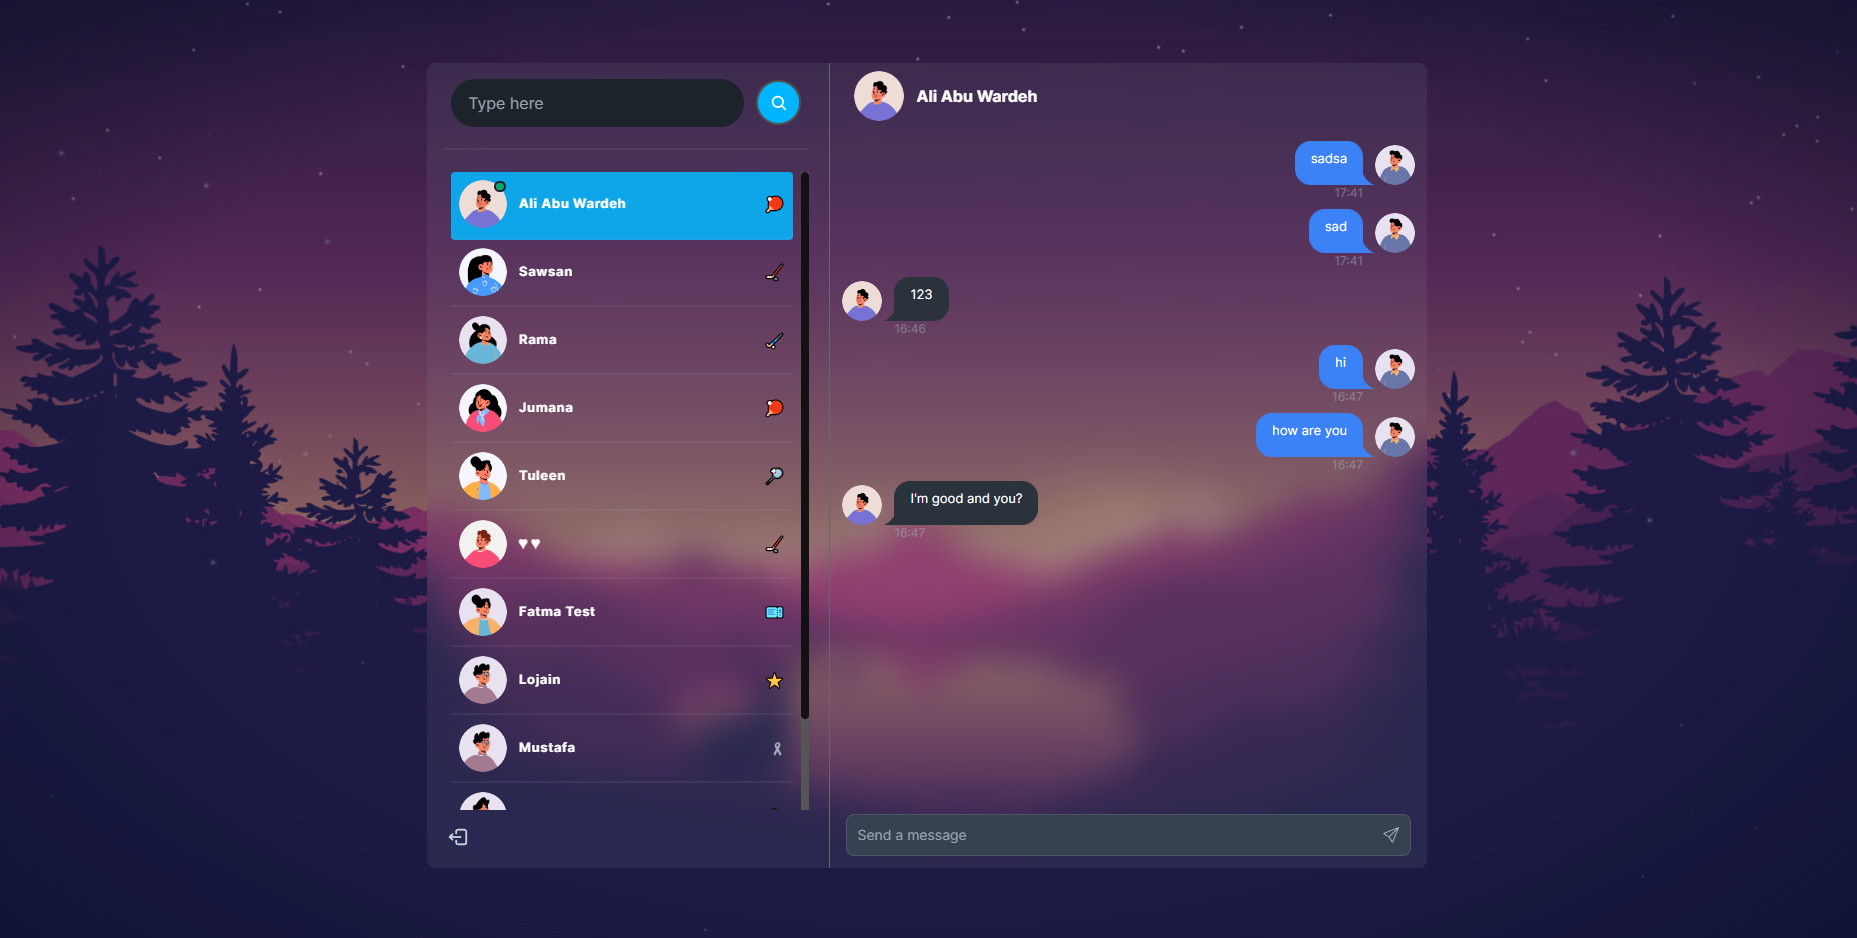 Type here
Ali Abu Wardeh
Sawsan
Rama
Jumana
Tuleen
♥ ♥
Fatma Test
Lojain
Mustafa
Ali Abu Wardeh
sadsa
17:41
sad
17:41
123
16:46
hi
16:47
how are you
16:47
I'm good and you?
16:47
Send a message